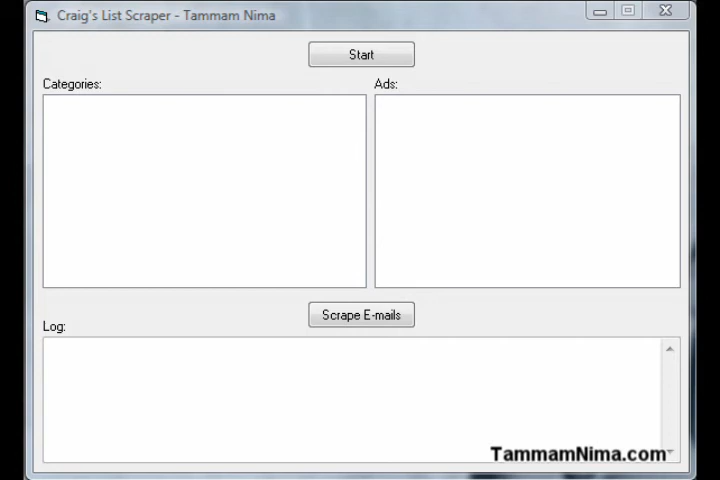 Craig's List Scraper - Tammam Nima
Start
Categories:
Ads:
Scrape E-mails
Log:
TammamNima.com